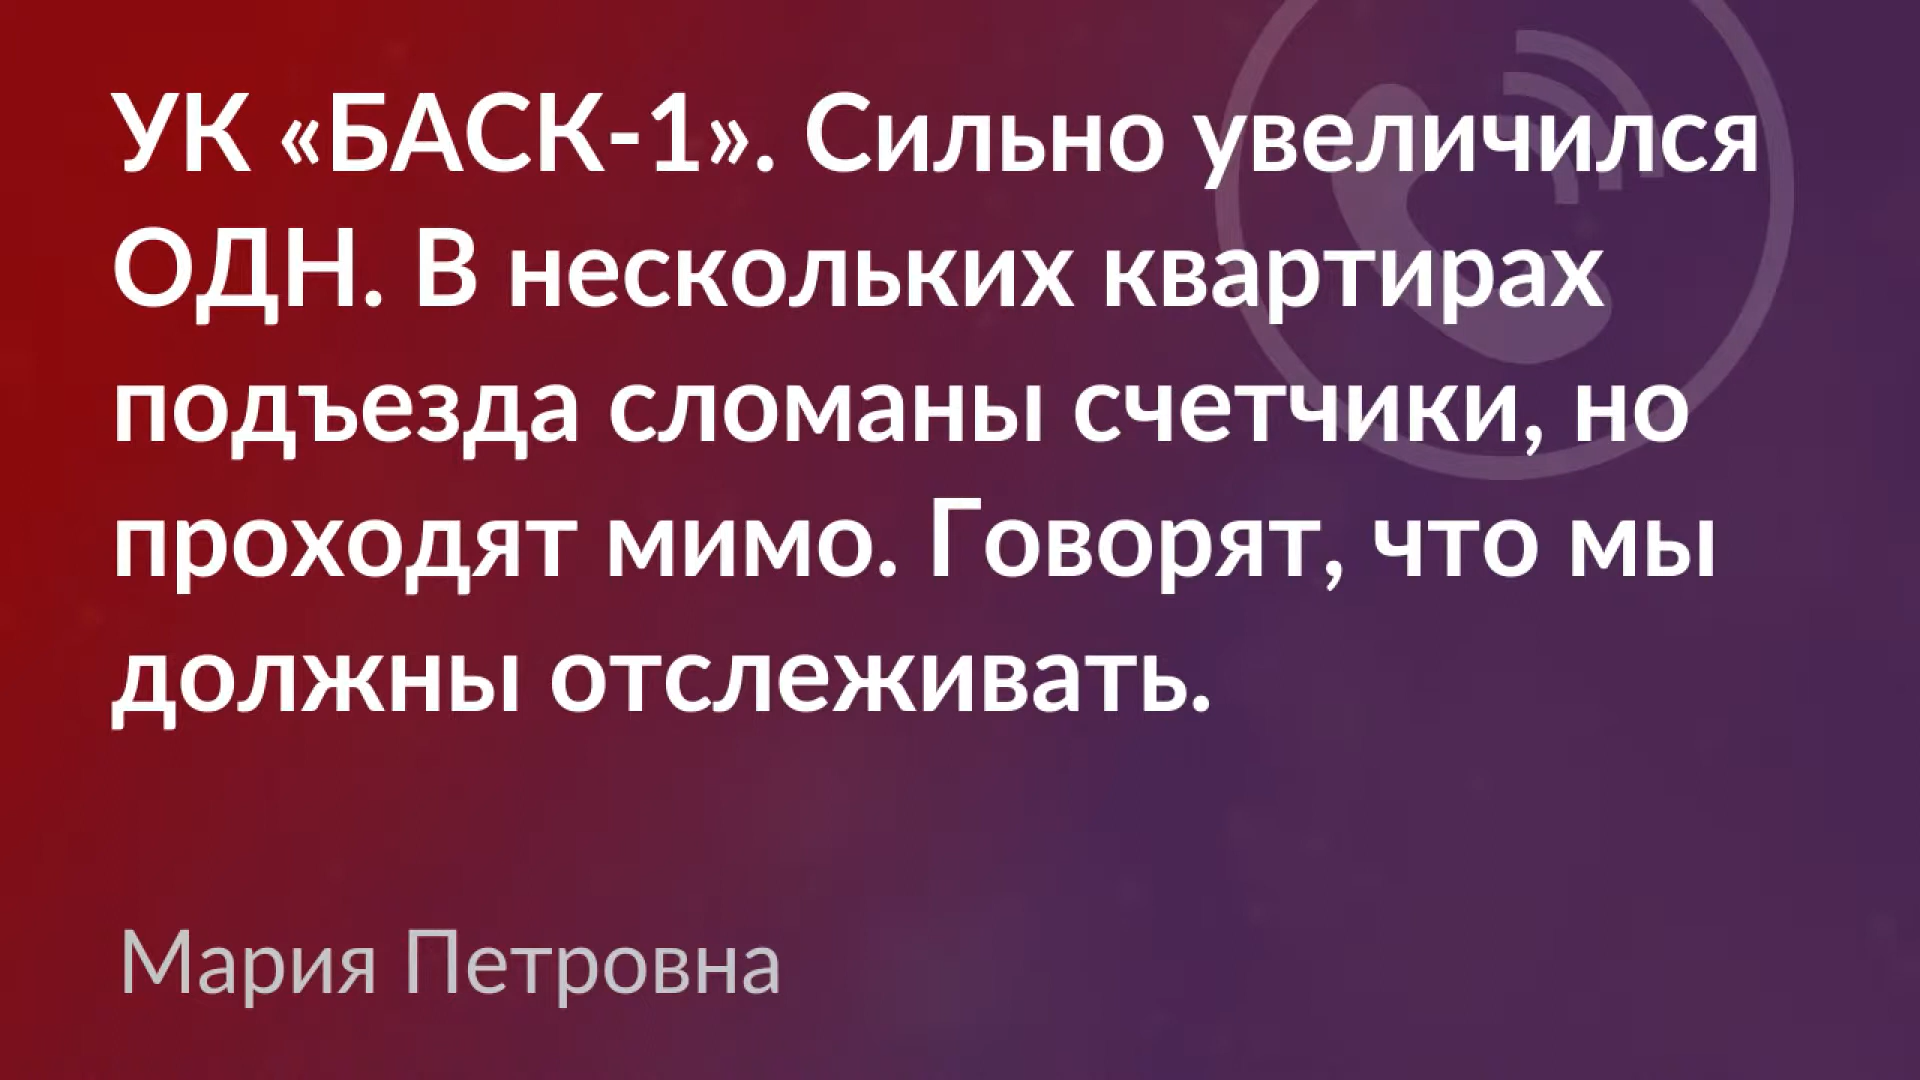 УК «БАСК-1». Сильно увеличился
ОДН. В нескольких квартирах
подъезда сломаны счетчики, но
проходят мимо. Говорят, что мы
должны отслеживать.
Мария Петровна